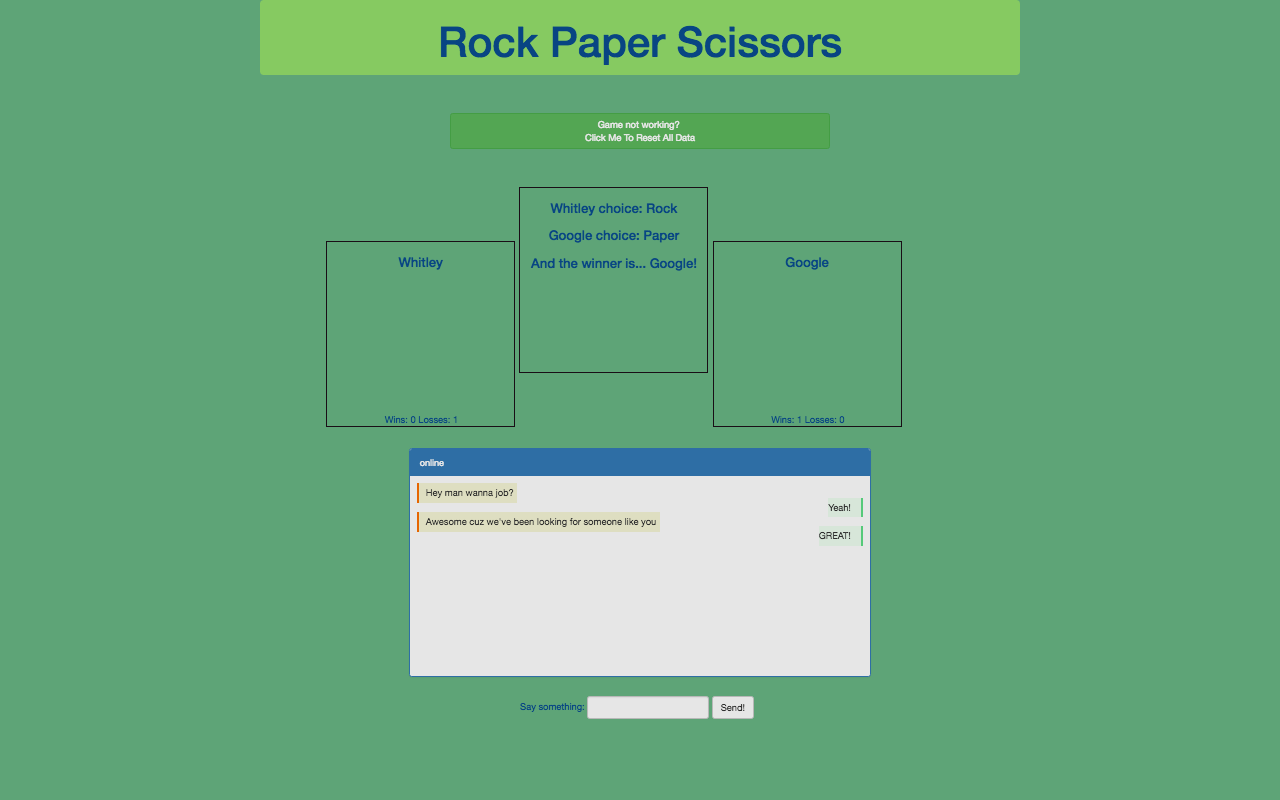 Rock Paper Scissors
Game not working?
Click Me To Reset All Data
Whitley choice: Rock
Google choice: Paper
And the winner is... Google!
Whitley
Wins: 0 Losses: 1
Google
Wins: 1 Losses: 0
online
Hey man wanna job?
Yeah!
Awesome cuz we've been looking for someone like you
GREAT!
Say something:
Send!